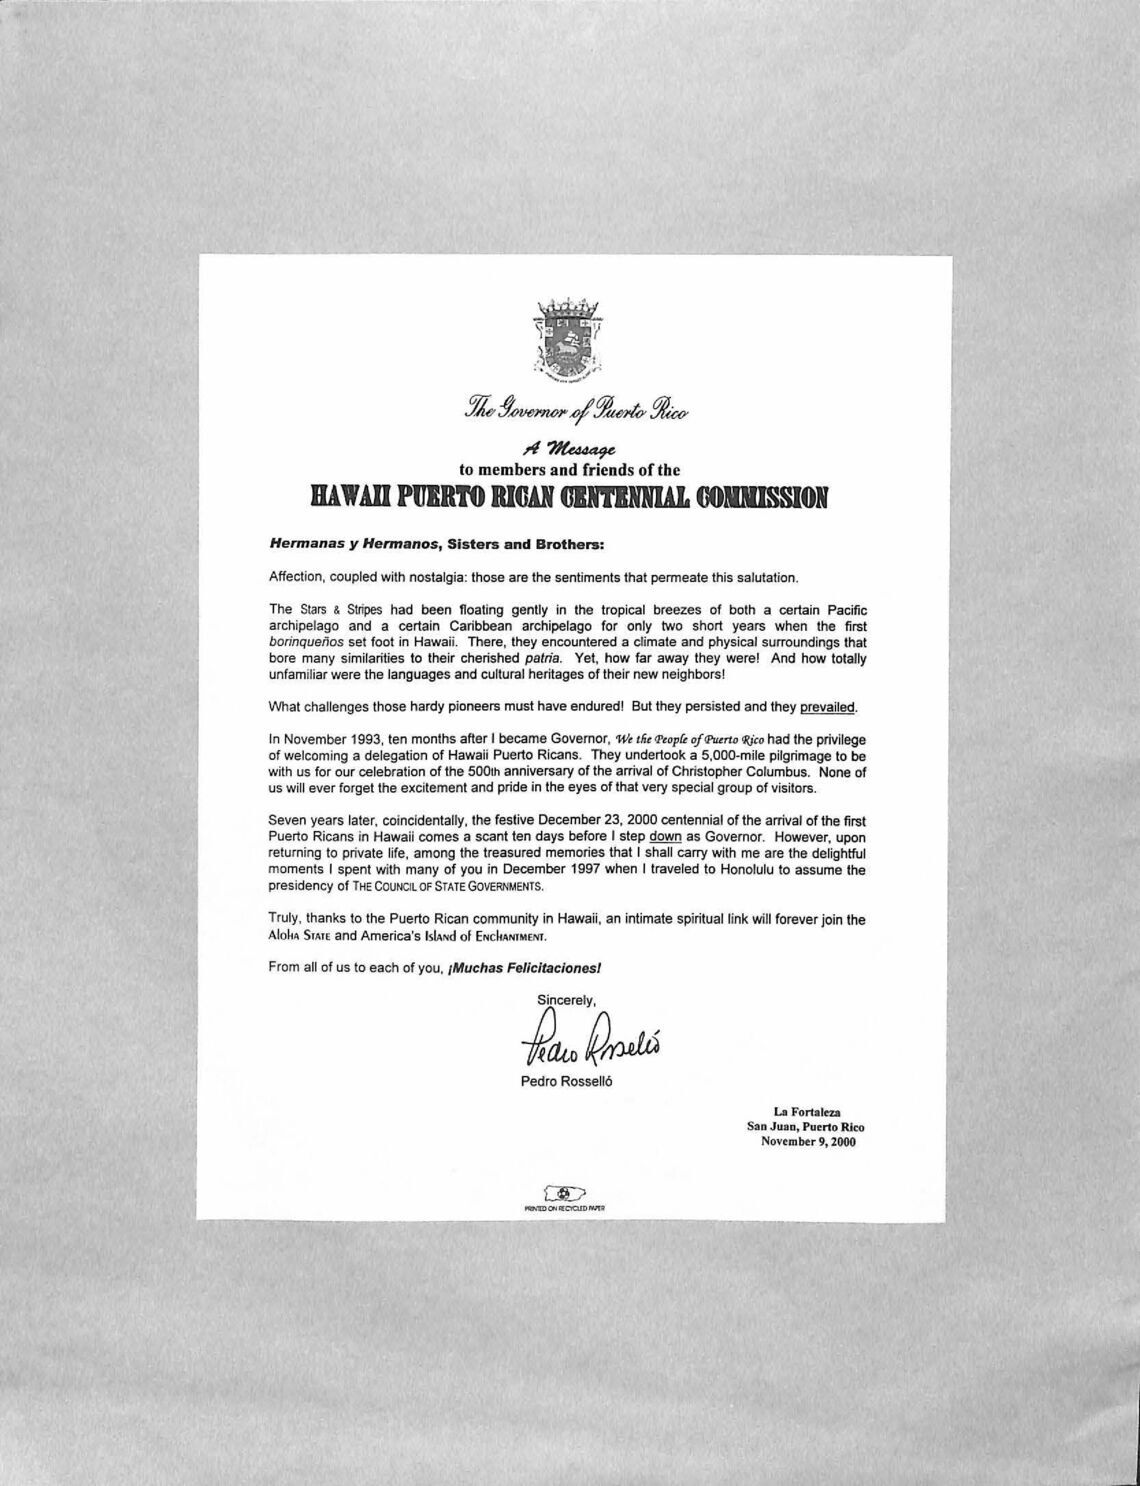 The Governor of Puerto Rico
A Message
to members and friends of the
HAWAII PUERTO RICAN CENTENNIAL COMMISSION
Hermanas y Hermanos, Sisters and Brothers:
Affection, coupled with nostalgia: those are the sentiments that permeate this salutation.
The Stars & Stripes had been floating gently in the tropical breezes of both a certain Pacific
archipelago and a certain Caribbean archipelago for only two short years when the first
borinqueños set foot in Hawaii. There, they encountered a climate and physical surroundings that
bore many similarities to their cherished patria. Yet, how far away they were! And how totally
unfamiliar were the languages and cultural heritages of their new neighbors!
What challenges those hardy pioneers must have endured! But they persisted and they prevailed.
In November 1993, ten months after I became Governor, We the People of Puerto Rico had the privilege
of welcoming a delegation of Hawaii Puerto Ricans. They undertook a 5,000-mile pilgrimage to be
with us for our celebration of the 500th anniversary of the arrival of Christopher Columbus. None of
us will ever forget the excitement and pride in the eyes of that very special group of visitors.
Seven years later, coincidentally, the festive December 23, 2000 centennial of the arrival of the first
Puerto Ricans in Hawaii comes a scant ten days before I step down as Governor. However, upon
returning to private life, among the treasured memories that I shall carry with me are the delightful
moments I spent with many of you in December 1997 when I traveled to Honolulu to assume the
presidency of THE COUNCIL OF STATE GOVERNMENTS.
Truly, thanks to the Puerto Rican community in Hawaii, an intimate spiritual link will forever join the
Aloha State and America's Island of Enchantment.
From all of us to each of you, ¡Muchas Felicitaciones!
Sincerely,
Pedro Rosselló
Pedro Rosselló
La Fortaleza
San Juan, Puerto Rico
November 9, 2000
PRINTED ON RECYCLED PAPER